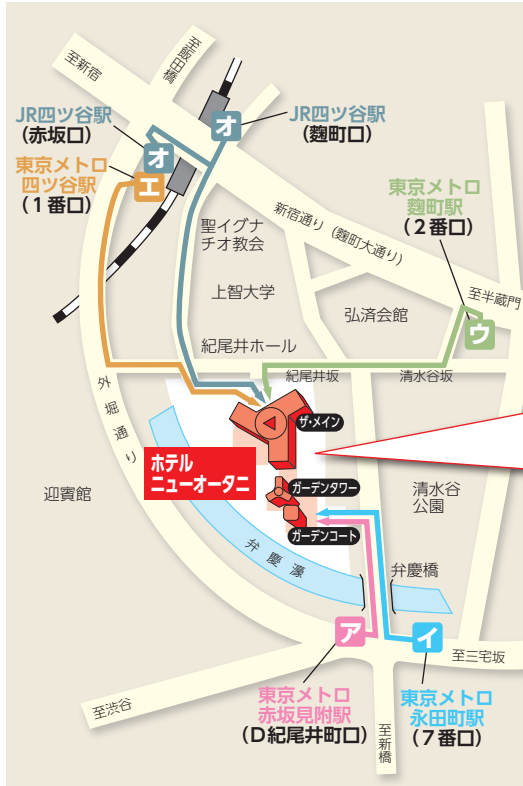 至新宿
至飯田橋
JR四ツ谷駅
(赤坂口)
オ
オ
JR四ツ谷駅
(麴町口)
東京メトロ
四ツ谷駅
(1番口)
エ
東京メトロ
麴町駅
(2番口)
聖イグナ
チオ教会
新宿通り(麴町大通り)
至半蔵門
上智大学
弘済会館
ウ
紀尾井ホール
紀尾井坂
清水谷坂
外堀通り
ザ・メイン
ホテル
ニューオータニ
ガーデンタワー
清水谷
公園
迎賓館
ガーデンコート
弁慶濠
弁慶橋
ア
イ
至三宅坂
東京メトロ
赤坂見附駅
(D紀尾井町口)
東京メトロ
永田町駅
(7番口)
至渋谷
至新橋